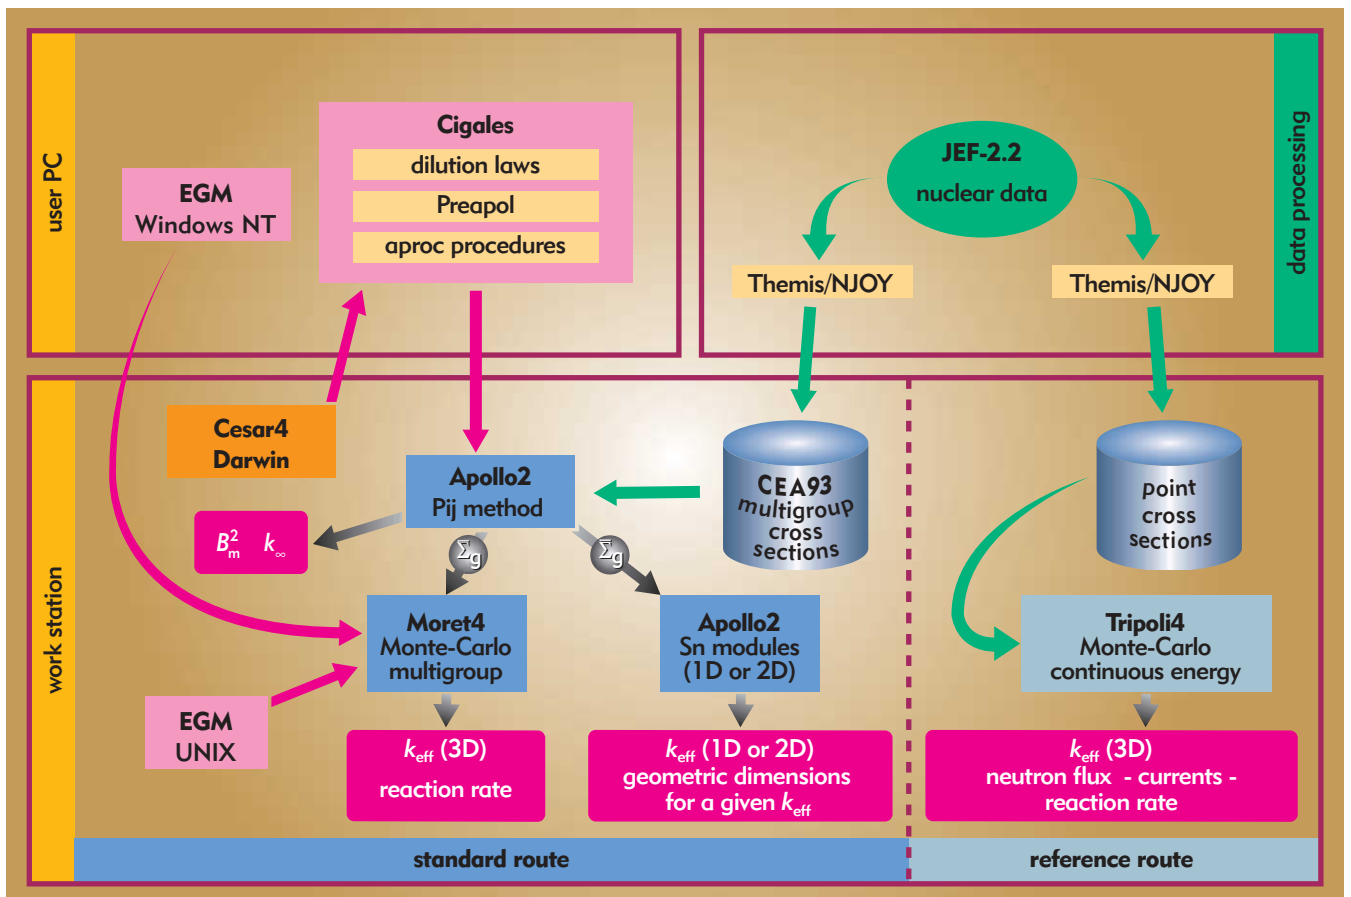 user PC
Cigales
dilution laws
Preapol
aproc procedures
EGM
Windows NT
JEF-2.2
nuclear data
Themis/NJOY
Themis/NJOY
data processing
work station
Cesar4
Darwin
Apollo2
Pij method
CEA93
multigroup
cross
sections
point
cross
sections
B²ₘ k∞
Σg
Σ̿g
Moret4
Monte-Carlo
multigroup
Apollo2
Sn modules
(1D or 2D)
Tripoli4
Monte-Carlo
continuous energy
EGM
UNIX
keff (3D)
reaction rate
keff (1D or 2D)
geometric dimensions
for a given keff
keff (3D)
neutron flux - currents -
reaction rate
standard route
reference route